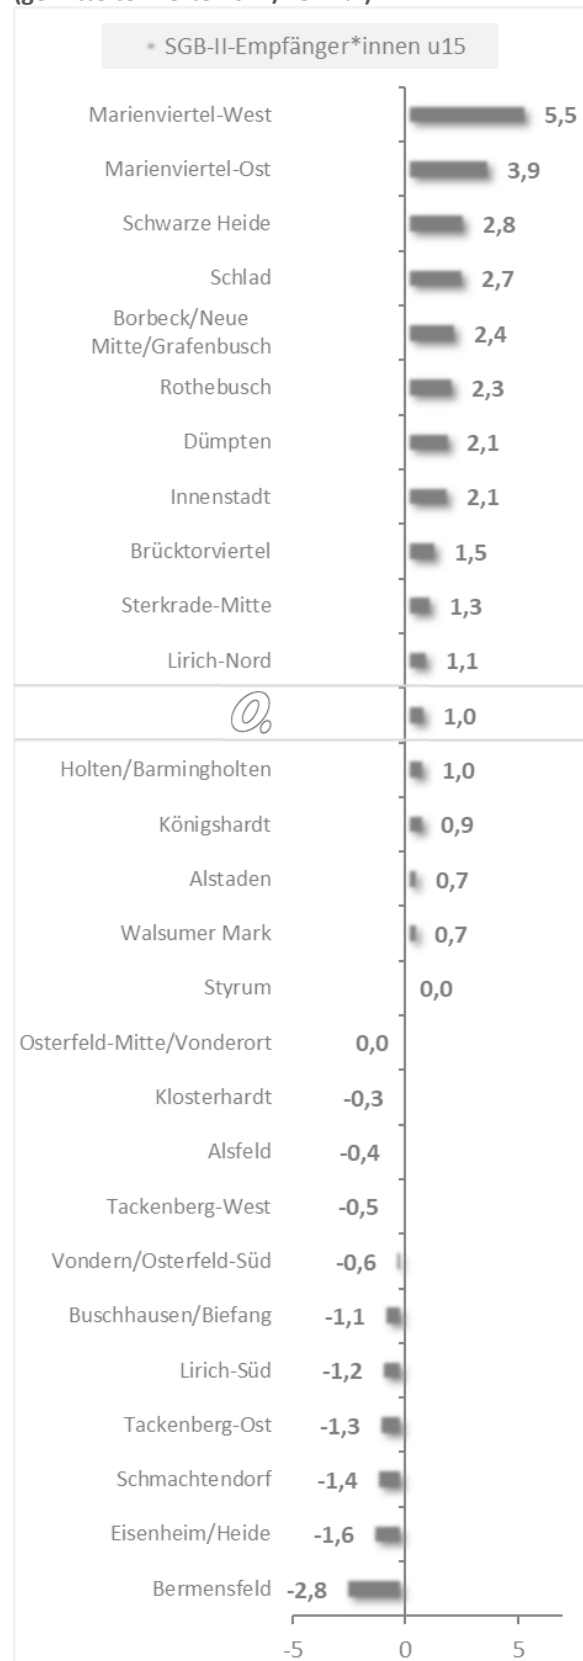 SGB-II-Empfänger*innen u15
Marienviertel-West 5,5
Marienviertel-Ost 3,9
Schwarze Heide 2,8
Schlad 2,7
Borbeck/Neue
Mitte/Grafenbusch 2,4
Rothebusch 2,3
Dümpten 2,1
Innenstadt 2,1
Brücktorviertel 1,5
Sterkrade-Mitte 1,3
Lirich-Nord 1,1
O. 1,0
Holten/Barmingholten 1,0
Königshardt 0,9
Alstaden 0,7
Walsumer Mark 0,7
Styrum 0,0
Osterfeld-Mitte/Vonderort 0,0
Klosterhardt -0,3
Alsfeld -0,4
Tackenberg-West -0,5
Vondern/Osterfeld-Süd -0,6
Buschhausen/Biefang -1,1
Lirich-Süd -1,2
Tackenberg-Ost -1,3
Schmachtendorf -1,4
Eisenheim/Heide -1,6
Bermensfeld -2,8
-5 0 5